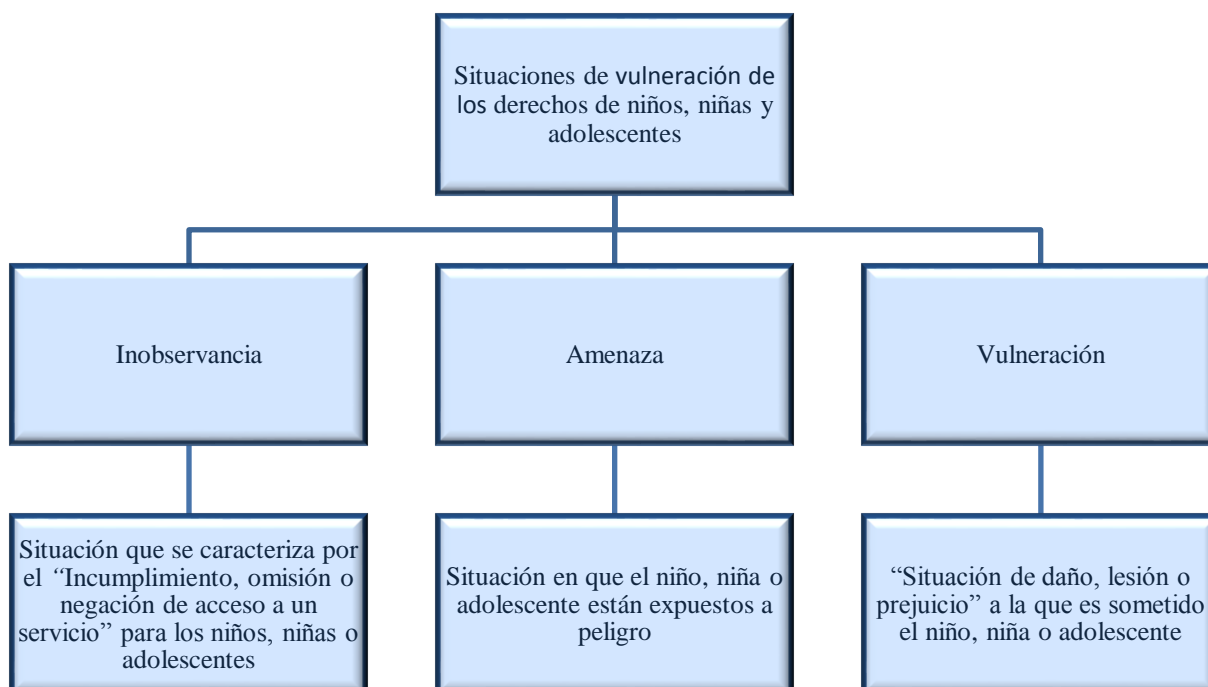 Situaciones de vulneración de
los derechos de niños, niñas y
adolescentes
Inobservancia
Amenaza
Vulneración
Situación que se caracteriza por
el “Incumplimiento, omisión o
negación de acceso a un
servicio” para los niños, niñas o
adolescentes
Situación en que el niño, niña o
adolescente están expuestos a
peligro
“Situación de daño, lesión o
prejuicio” a la que es sometido
el niño, niña o adolescente